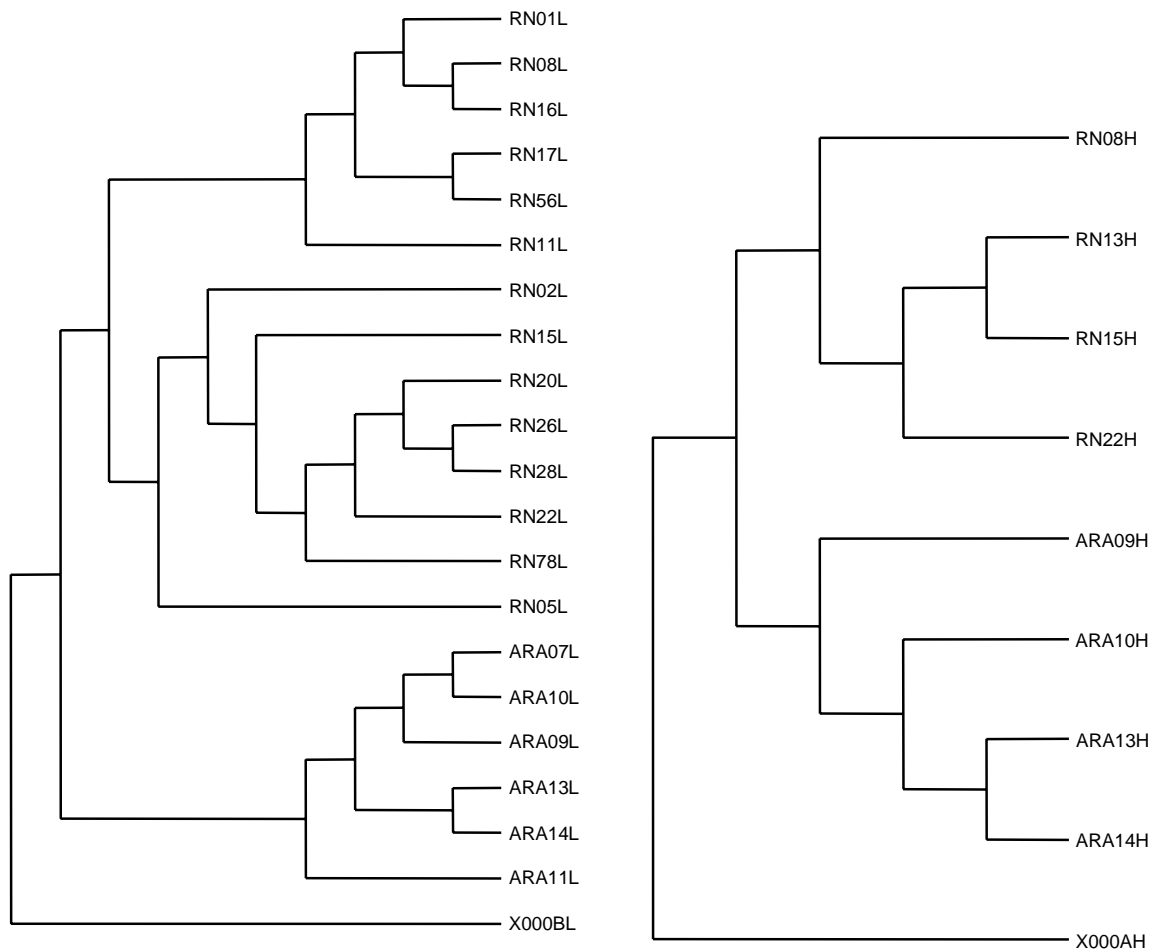 RN01L
RN08L
RN16L
RN17L
RN56L
RN11L
RN02L
RN15L
RN20L
RN26L
RN28L
RN22L
RN78L
RN05L
ARA07L
ARA10L
ARA09L
ARA13L
ARA14L
ARA11L
X000BL
RN08H
RN13H
RN15H
RN22H
ARA09H
ARA10H
ARA13H
ARA14H
X000AH